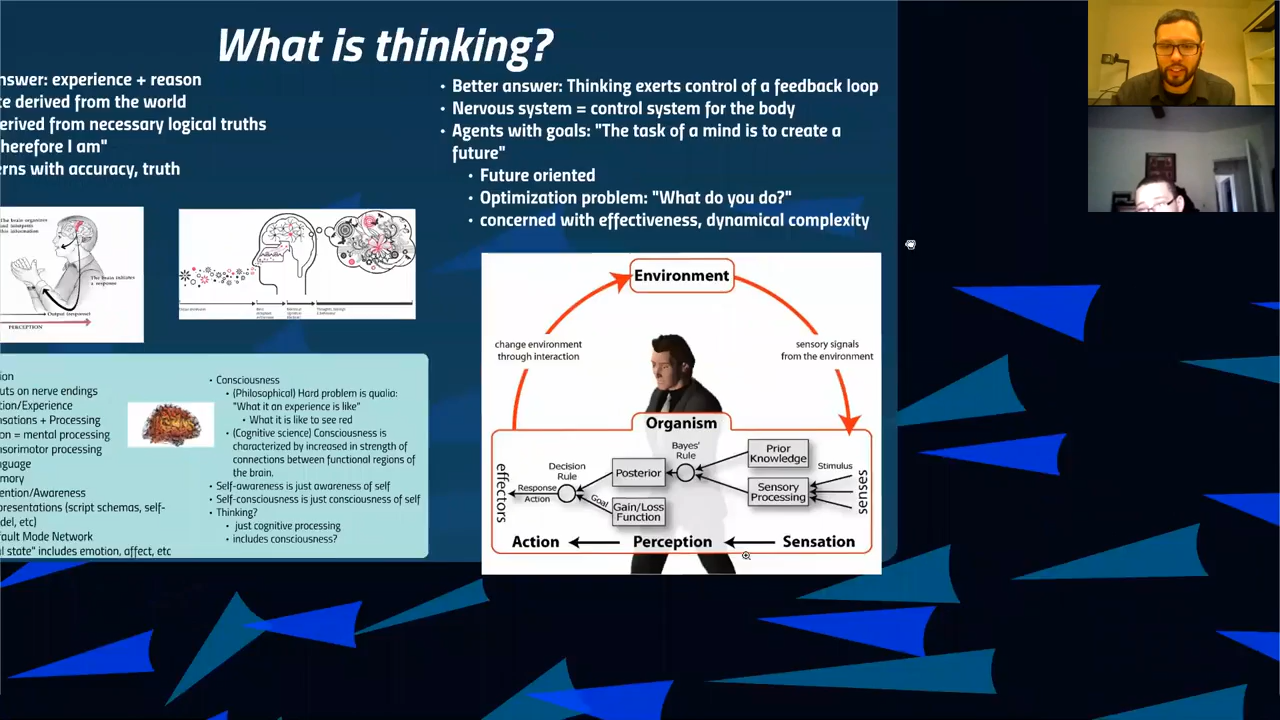 What is thinking?
nswer: experience + reason
ce derived from the world
erived from necessary logical truths
herefore I am"
erns with accuracy, truth
• Better answer: Thinking exerts control of a feedback loop
• Nervous system = control system for the body
• Agents with goals: "The task of a mind is to create a
future"
• Future oriented
• Optimization problem: "What do you do?"
• concerned with effectiveness, dynamical complexity
The brain organizes
and interprets
this information
The brain initiates
a response
Output (response)
PERCEPTION
ion
uts on nerve endings
tion/Experience
nsations + Processing
on = mental processing
nsorimotor processing
nguage
mory
ention/Awareness
presentations (script schemas, self-
del, etc)
fault Mode Network
al state" includes emotion, affect, etc
• Consciousness
• (Philosophical) Hard problem is qualia:
"What it an experience is like"
• What it is like to see red
• (Cognitive science) Consciousness is
characterized by increased in strength of
connections between functional regions of
the brain.
• Self-awareness is just awareness of self
• Self-consciousness is just consciousness of self
• Thinking?
• just cognitive processing
• includes consciousness?
Environment
change environment
through interaction
sensory signals
from the environment
Organism
effectors
Response
Action
Decision
Rule
Goal
Posterior
Gain/Loss
Function
Bayes'
Rule
Prior
Knowledge
Sensory
Processing
Stimulus
senses
Action
Perception
Sensation